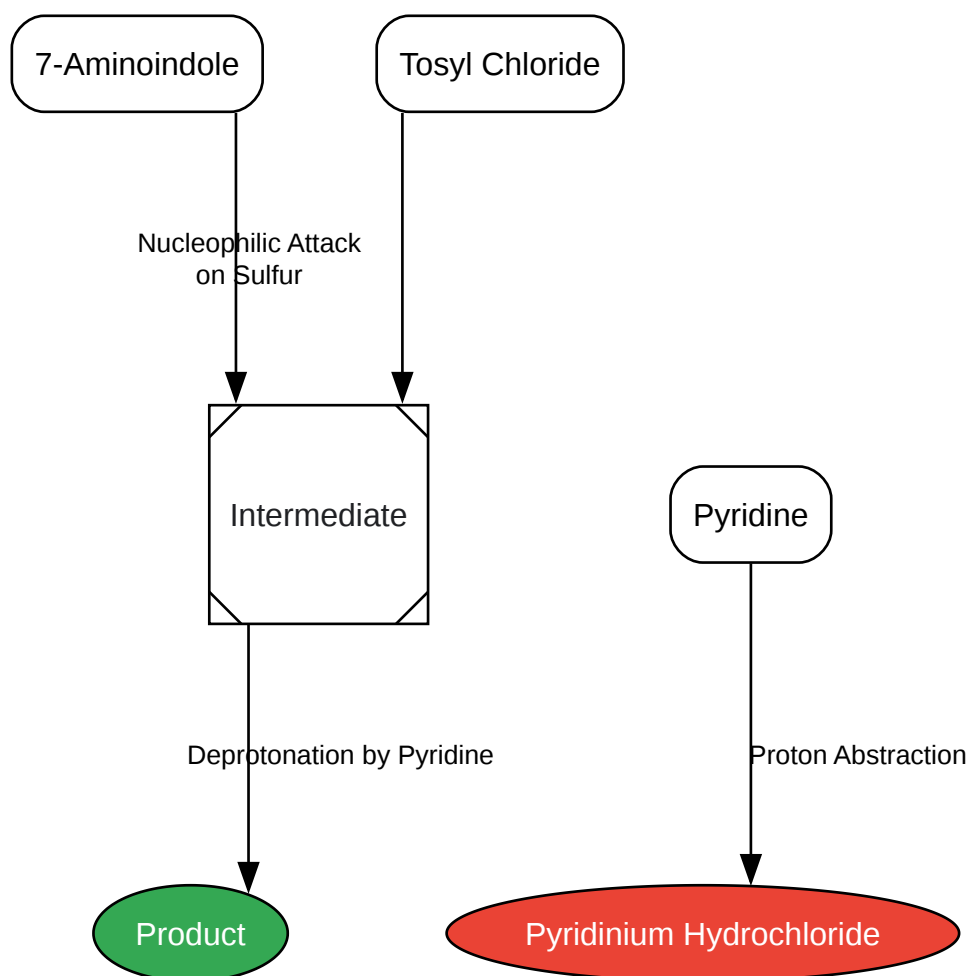 7-Aminoindole
Tosyl Chloride
Nucleophilic Attack
on Sulfur
Intermediate
Pyridine
Deprotonation by Pyridine
Proton Abstraction
Product
Pyridinium Hydrochloride